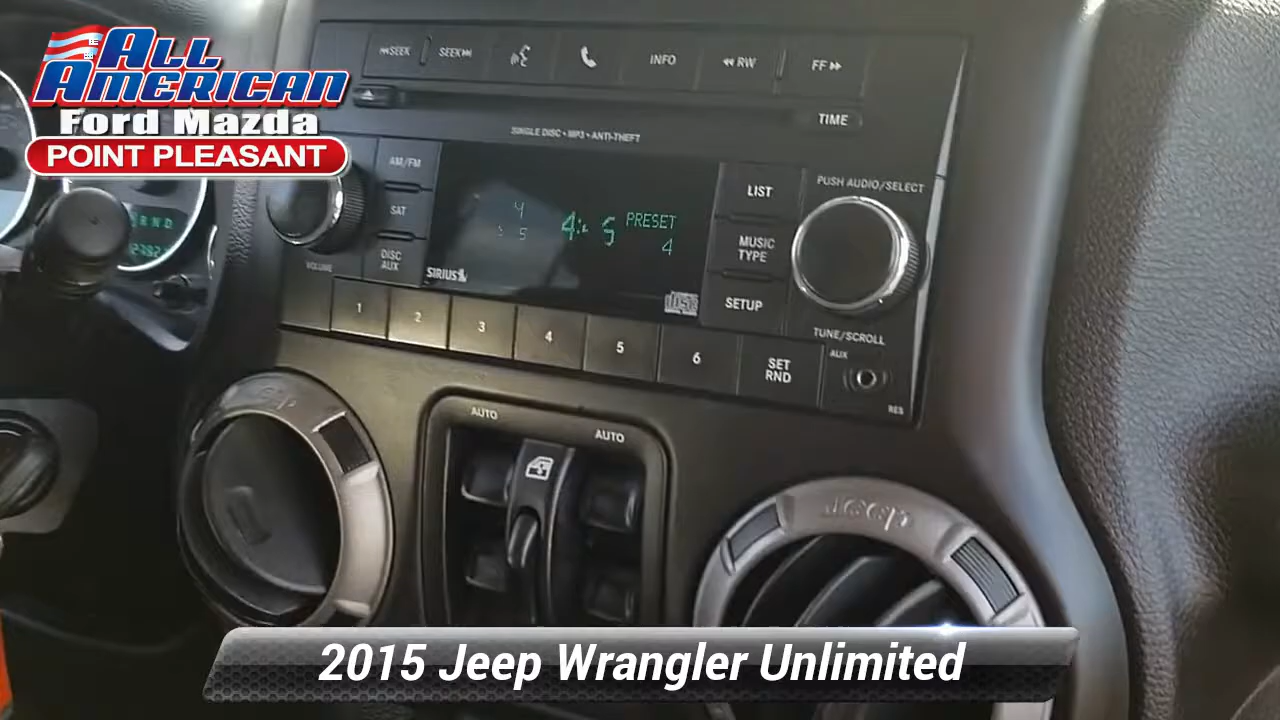 ALL
AMERICAN
Ford Mazda
POINT PLEASANT
SEEK
SEEK
INFO
RW
FF
TIME
SINGLE DISC • MP3 • ANTI-THEFT
AM/FM
SAT
DISC
AUX
VOLUME
SIRIUS
PRESET
4
LIST
MUSIC
TYPE
SETUP
PUSH AUDIO/SELECT
TUNE/SCROLL
AUX
1
2
3
4
5
6
SET
RND
RES
AUTO
AUTO
Jeep
Jeep
R N D
2015 Jeep Wrangler Unlimited